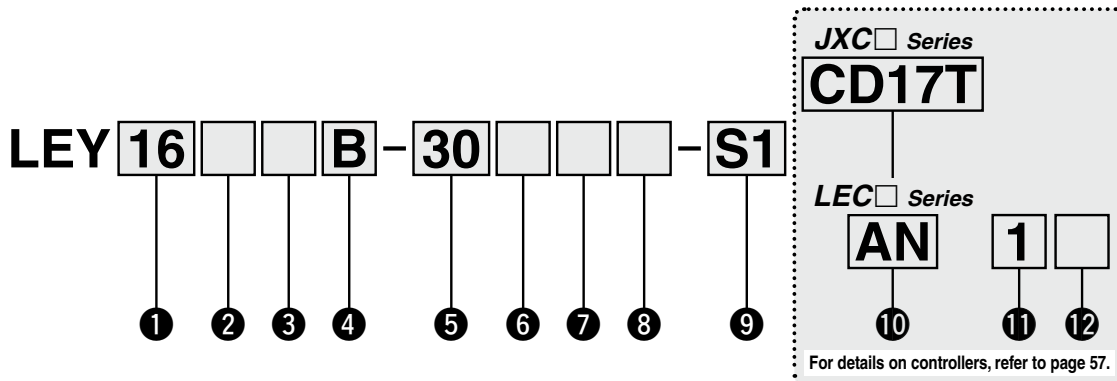 JXC□ Series
CD17T
LEY 16 □ □ B – 30 □ □ □ – S1
LEC□ Series
AN 1 □
❶ ❷ ❸ ❹ ❺ ❻ ❼ ❽ ❾ ❿ ⓫ ⓬
For details on controllers, refer to page 57.